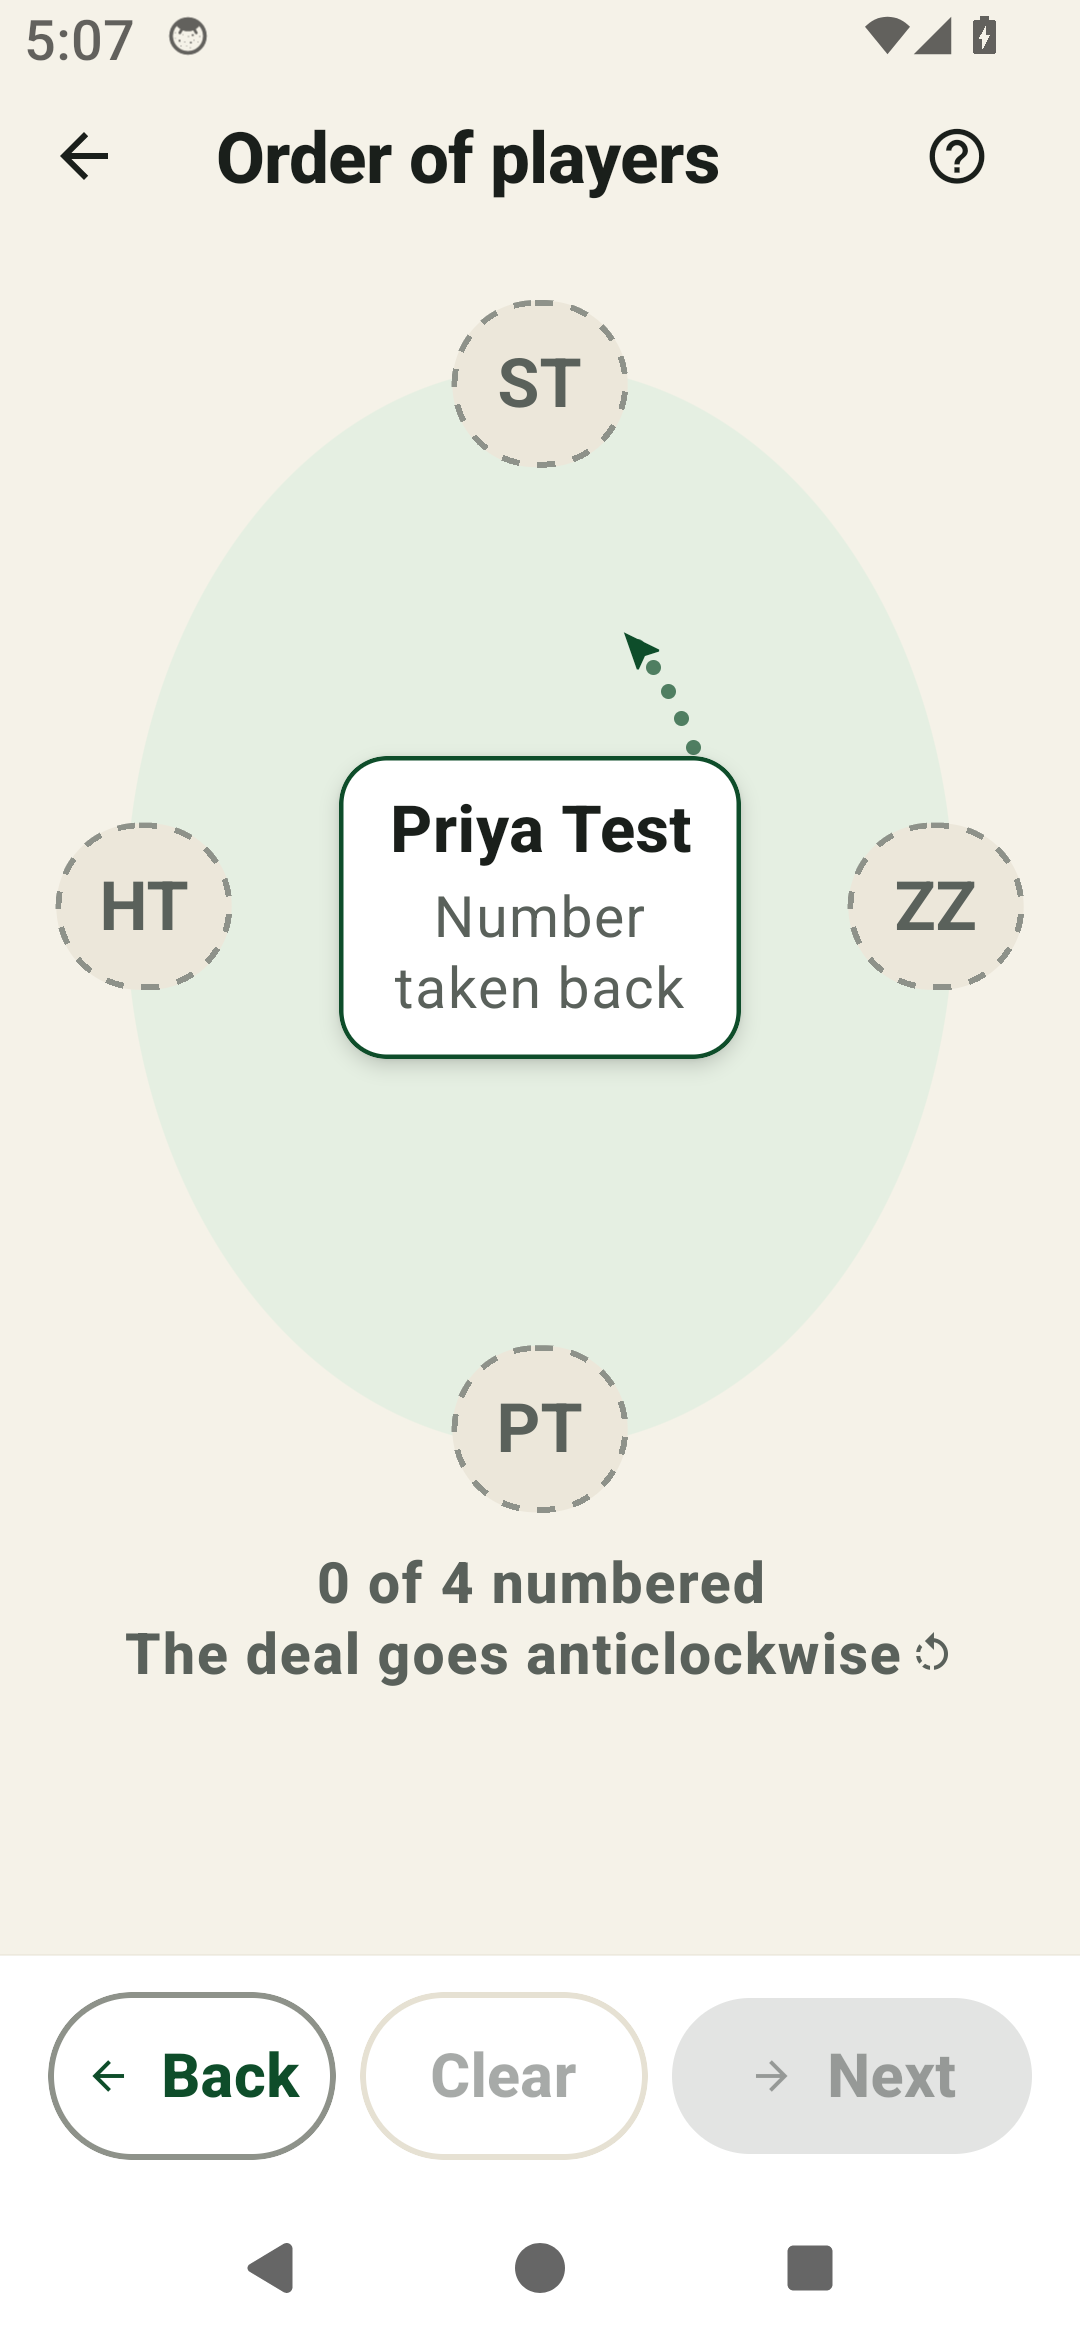 5:07
Order of players
ST
Priya Test
Number
taken back
HT
ZZ
PT
0 of 4 numbered
The deal goes anticlockwise
Back
Clear
Next